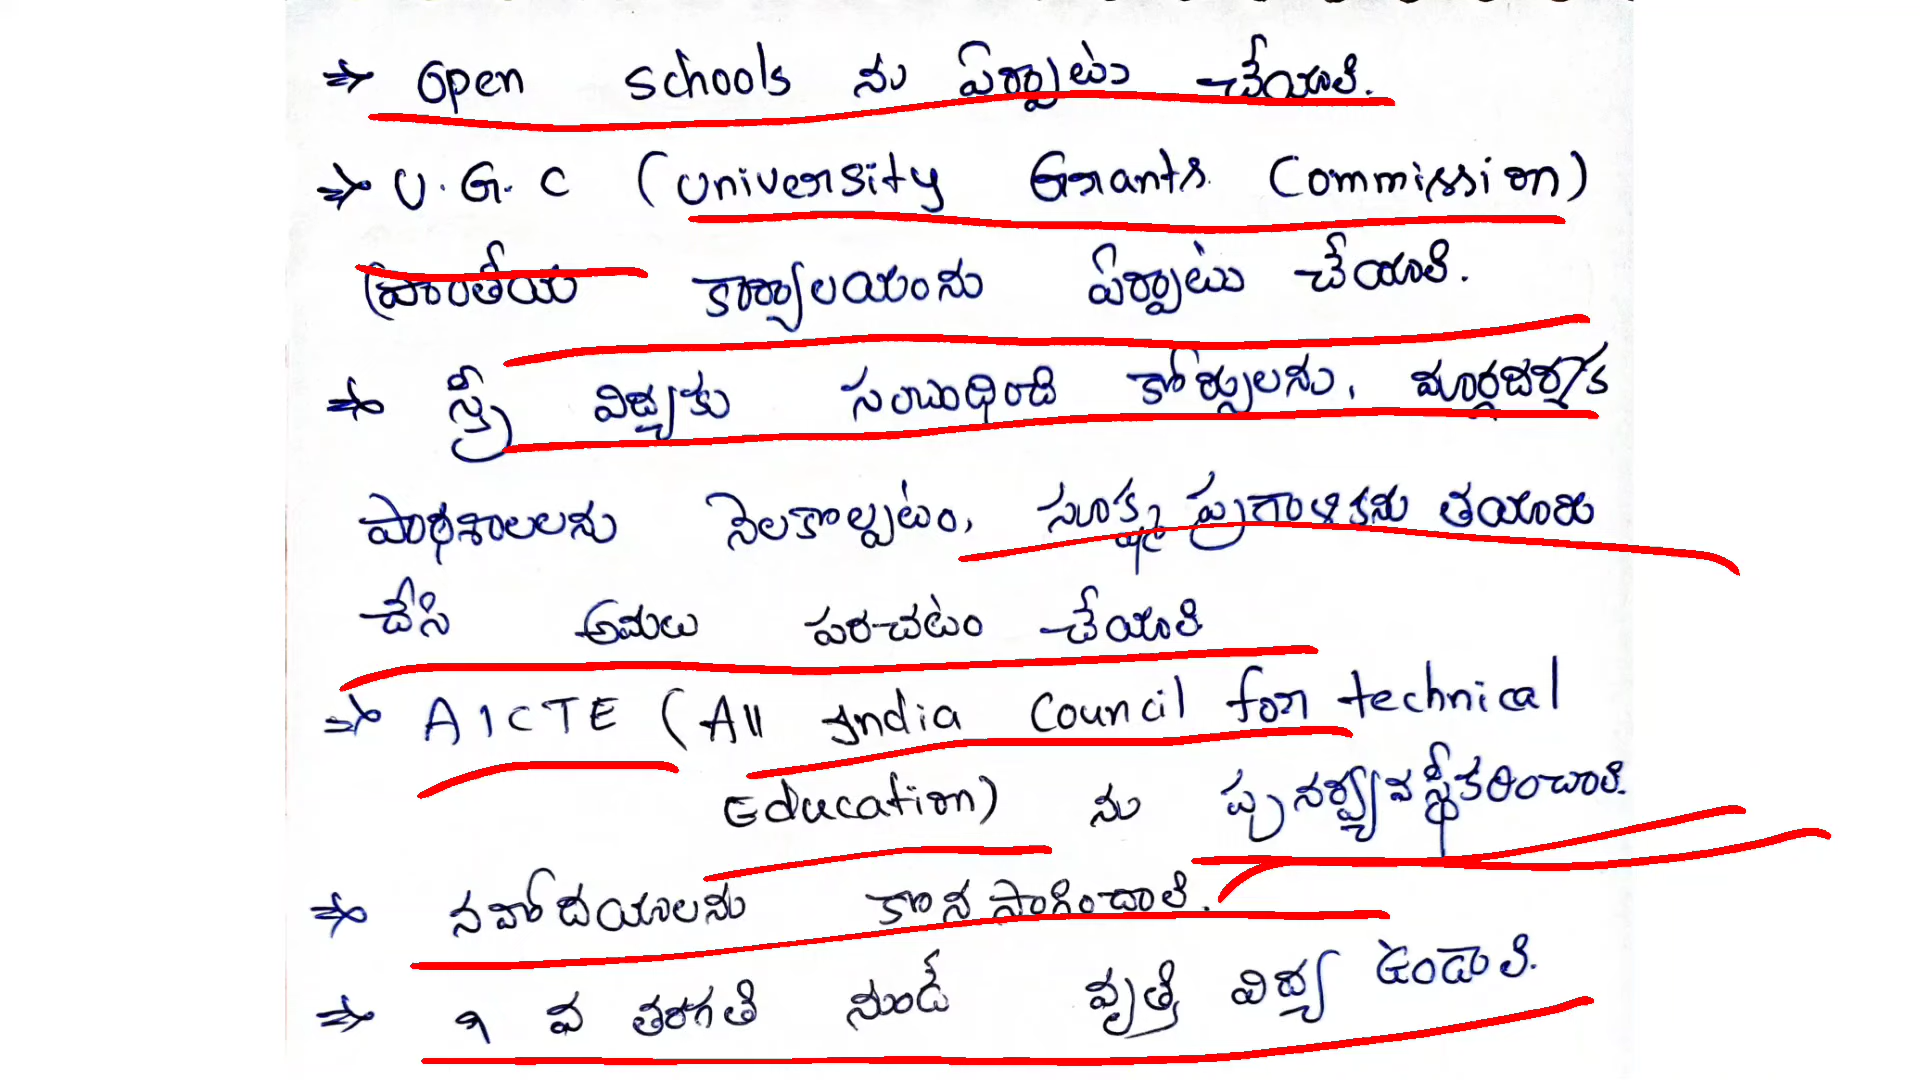 ⇒ Open schools ను ఏర్పాటు చేయాలి.
⇒ U.G.C (University Grants Commission)
ప్రాంతీయ కార్యాలయంను ఏర్పాటు చేయాలి.
⇒ స్త్రీ విద్యకు సంబంధించి కోర్సులను, మార్గదర్శక
పాఠశాలలను నెలకొల్పటం, సూక్ష్మ ప్రణాళికను తయారు
చేసి అమలు పరచటం చేయాలి
⇒ AICTE (All India Council for technical
Education) ను పునర్వ్యవస్థీకరించాలి.
⇒ నవోదయాలను కొనసాగించాలి.
⇒ 9 వ తరగతి నుండే వృత్తి విద్య ఉండాలి.